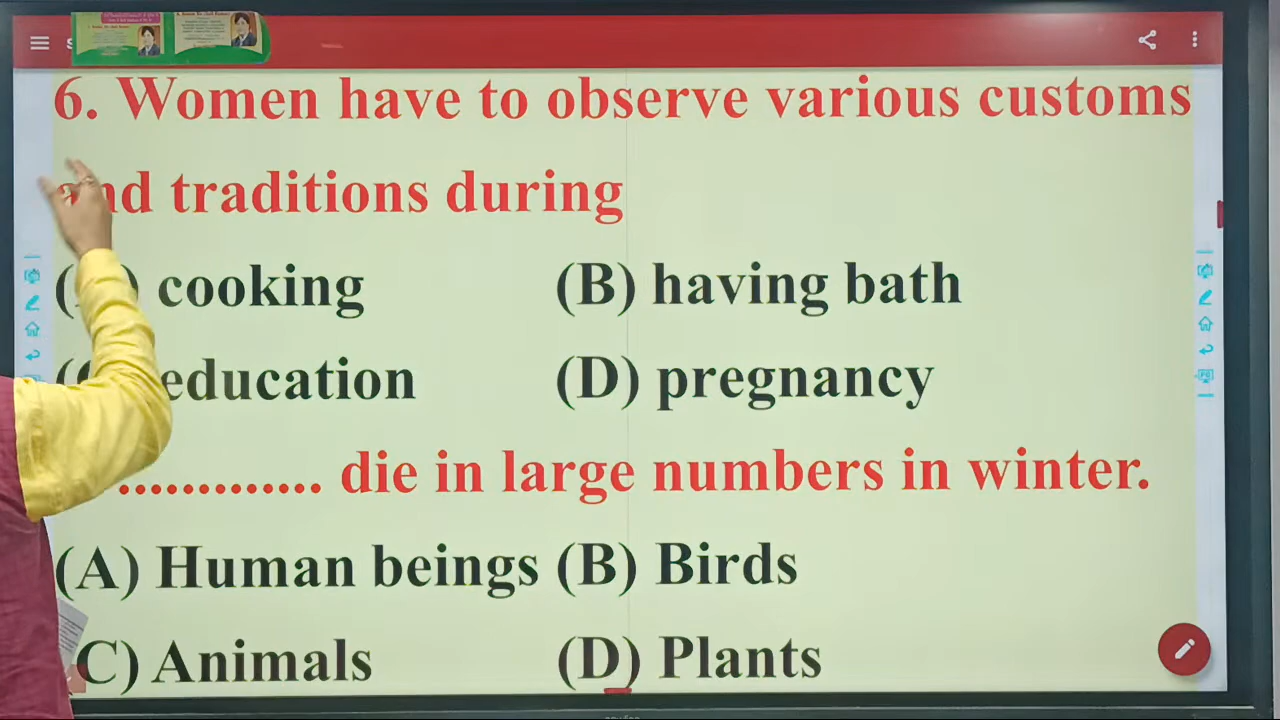 6. Women have to observe various customs
and traditions during
cooking (B) having bath
education (D) pregnancy
............. die in large numbers in winter.
(A) Human beings (B) Birds
C) Animals (D) Plants